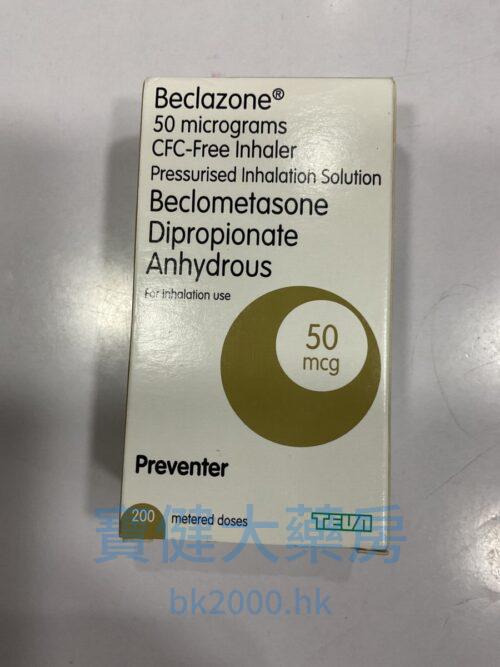 Beclazone®
50 micrograms
CFC-Free Inhaler
Pressurised Inhalation Solution
Beclometasone
Dipropionate
Anhydrous
For inhalation use
50
mcg
Preventer
200 metered doses
TEVA
寶健大藥房
bk2000.hk